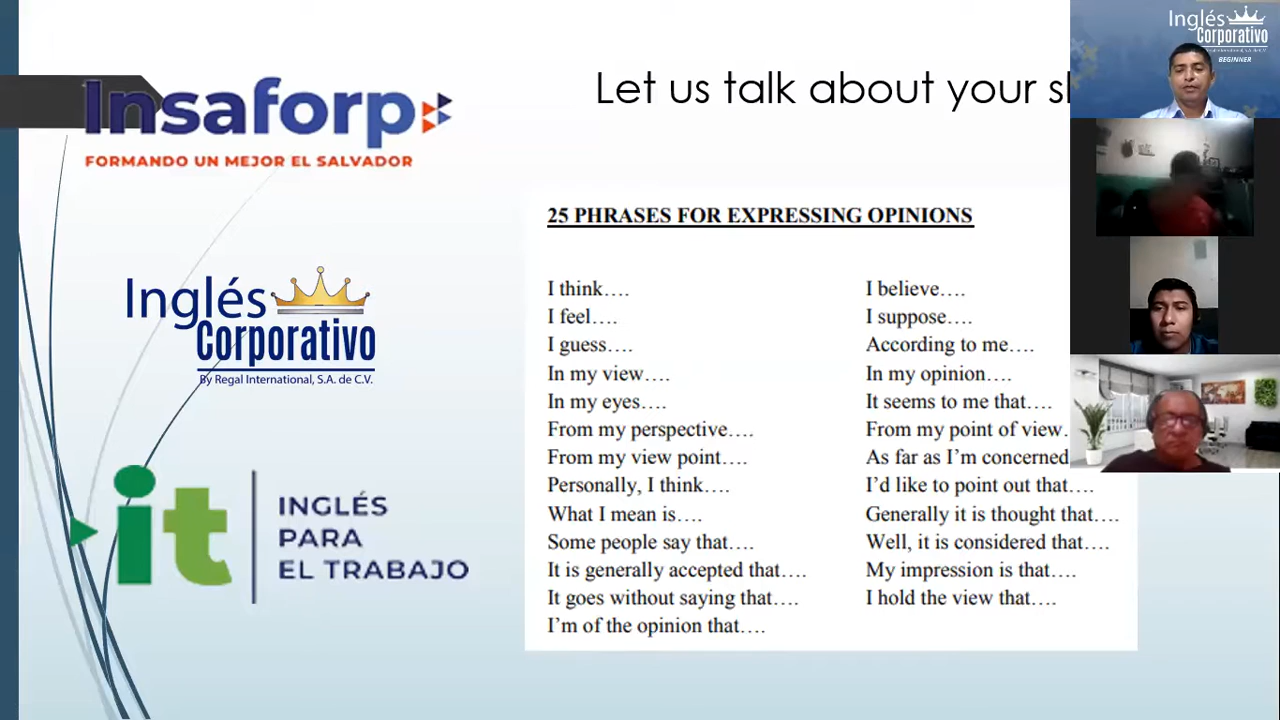 Insaforp
FORMANDO UN MEJOR EL SALVADOR
Inglés
Corporativo
By Regal International, S.A. de C.V.
it
INGLÉS
PARA
EL TRABAJO
Let us talk about your
25 PHRASES FOR EXPRESSING OPINIONS
I think….
I feel….
I guess….
In my view….
In my eyes….
From my perspective….
From my view point….
Personally, I think….
What I mean is….
Some people say that….
It is generally accepted that….
It goes without saying that….
I’m of the opinion that….
I believe….
I suppose….
According to me….
In my opinion….
It seems to me that….
From my point of view.
As far as I’m concerned
I’d like to point out that….
Generally it is thought that….
Well, it is considered that….
My impression is that….
I hold the view that….
Inglés
Corporativo
BEGINNER